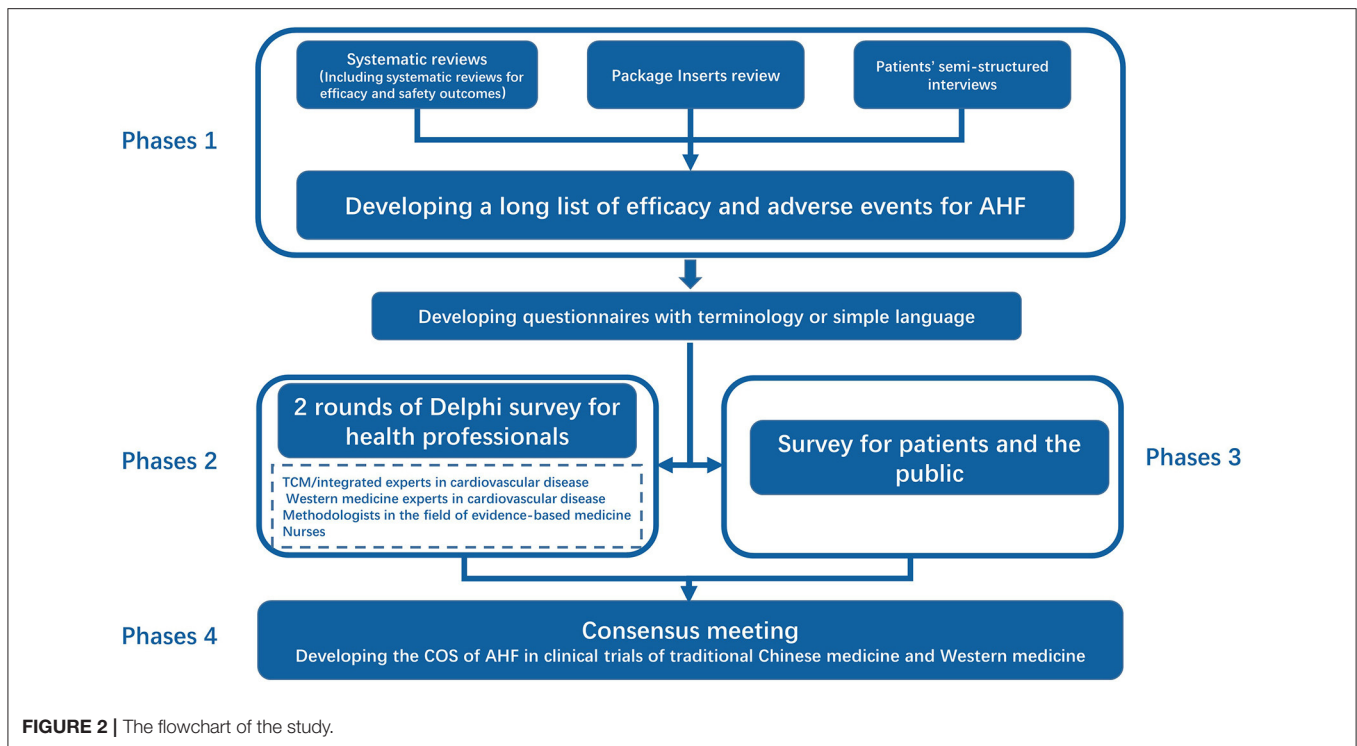 Systematic reviews
(Including systematic reviews for
efficacy and safety outcomes)
Package Inserts review
Patients' semi-structured
interviews
Phases 1
Developing a long list of efficacy and adverse events for AHF
Developing questionnaires with terminology or simple language
2 rounds of Delphi survey for
health professionals
Phases 2
TCM/integrated experts in cardiovascular disease
Western medicine experts in cardiovascular disease
Methodologists in the field of evidence-based medicine
Nurses
Survey for patients and the
public
Phases 3
Phases 4
Consensus meeting
Developing the COS of AHF in clinical trials of traditional Chinese medicine and Western medicine
FIGURE 2 | The flowchart of the study.